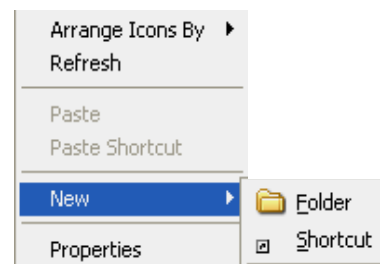 Arrange Icons By
Refresh
Paste
Paste Shortcut
New
Folder
Shortcut
Properties